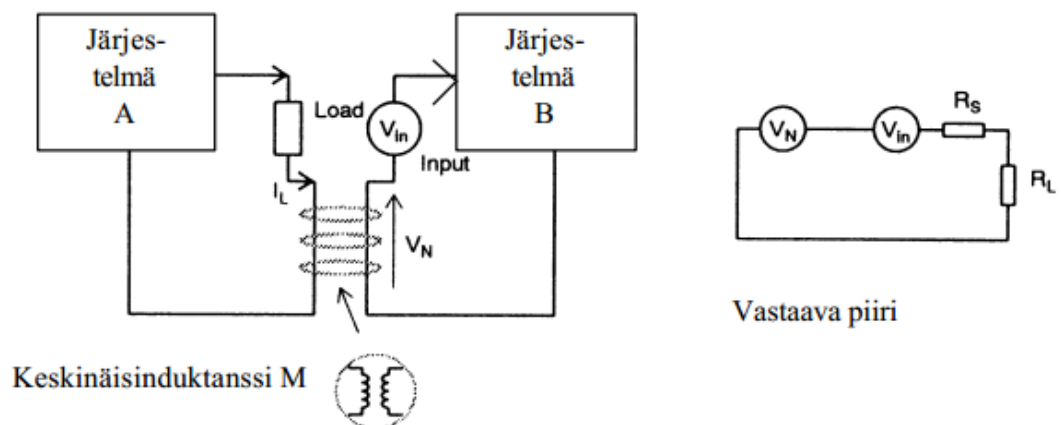 Järjes-
telmä
A
Load
I_L
V_in
Input
V_N
Järjes-
telmä
B
Keskinäisinduktanssi M
V_N
V_in
R_S
R_L
Vastaava piiri